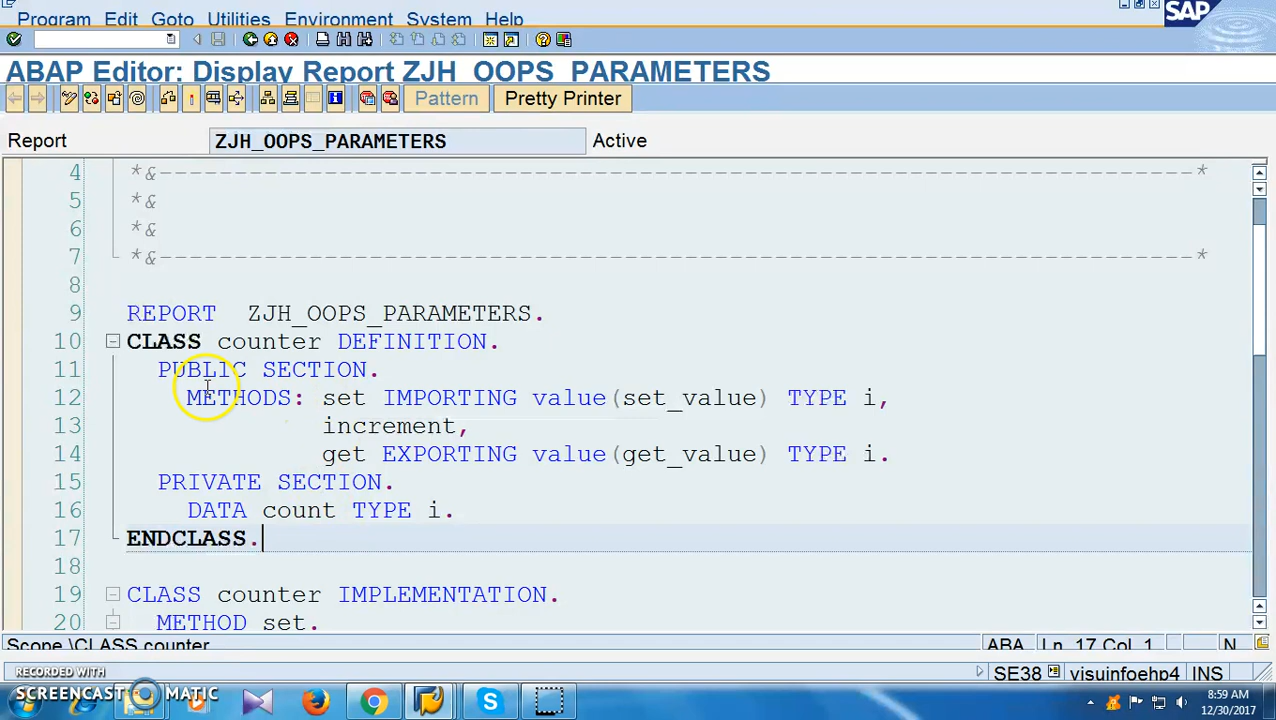 Program Edit Goto Utilities Environment System Help
SAP
ABAP Editor: Display Report ZJH_OOPS_PARAMETERS
Pattern Pretty Printer
Report ZJH_OOPS_PARAMETERS Active
4 *&---------------------------------------------------------------------*
5 *&
6 *&
7 *&---------------------------------------------------------------------*
8
9 REPORT ZJH_OOPS_PARAMETERS.
10 CLASS counter DEFINITION.
11 PUBLIC SECTION.
12 METHODS: set IMPORTING value(set_value) TYPE i,
13 increment,
14 get EXPORTING value(get_value) TYPE i.
15 PRIVATE SECTION.
16 DATA count TYPE i.
17 ENDCLASS.
18
19 CLASS counter IMPLEMENTATION.
20 METHOD set.
Scope \CLASS counter ABA Ln. 17 Col. 1 N
RECORDED WITH
SCREENCAST MATIC
SE38 visuinfoehp4 INS
8:59 AM
12/30/2017